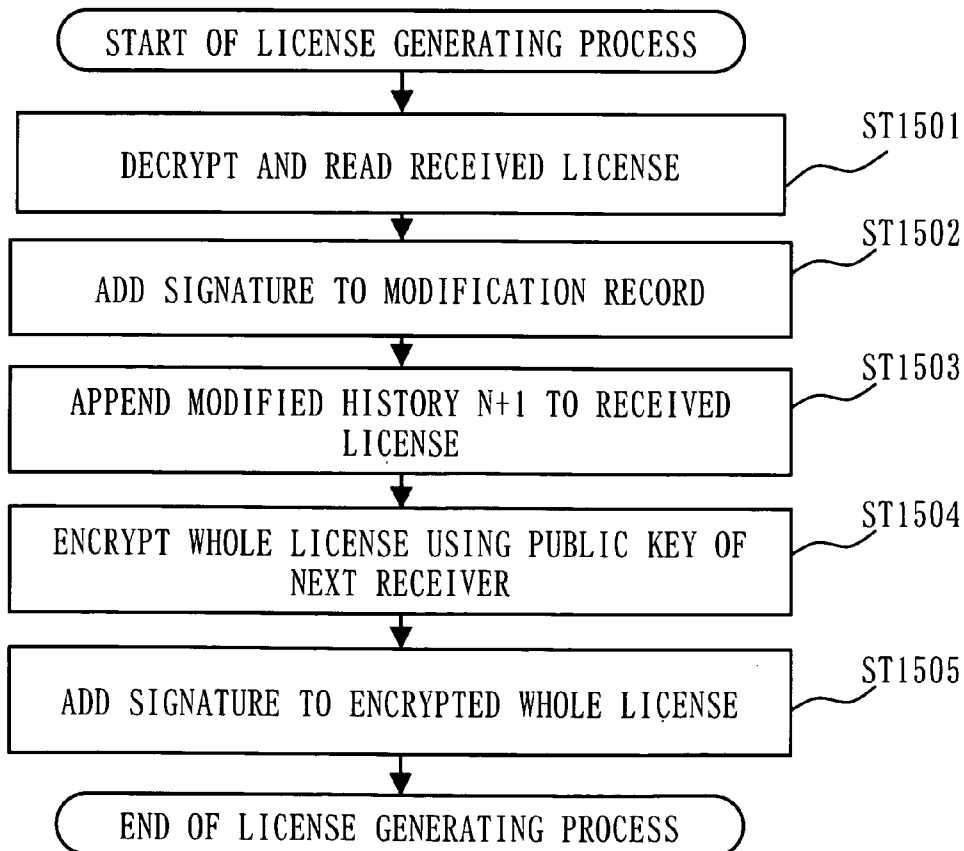 START OF LICENSE GENERATING PROCESS
ST1501
DECRYPT AND READ RECEIVED LICENSE
ST1502
ADD SIGNATURE TO MODIFICATION RECORD
ST1503
APPEND MODIFIED HISTORY N+1 TO RECEIVED
LICENSE
ST1504
ENCRYPT WHOLE LICENSE USING PUBLIC KEY OF
NEXT RECEIVER
ST1505
ADD SIGNATURE TO ENCRYPTED WHOLE LICENSE
END OF LICENSE GENERATING PROCESS